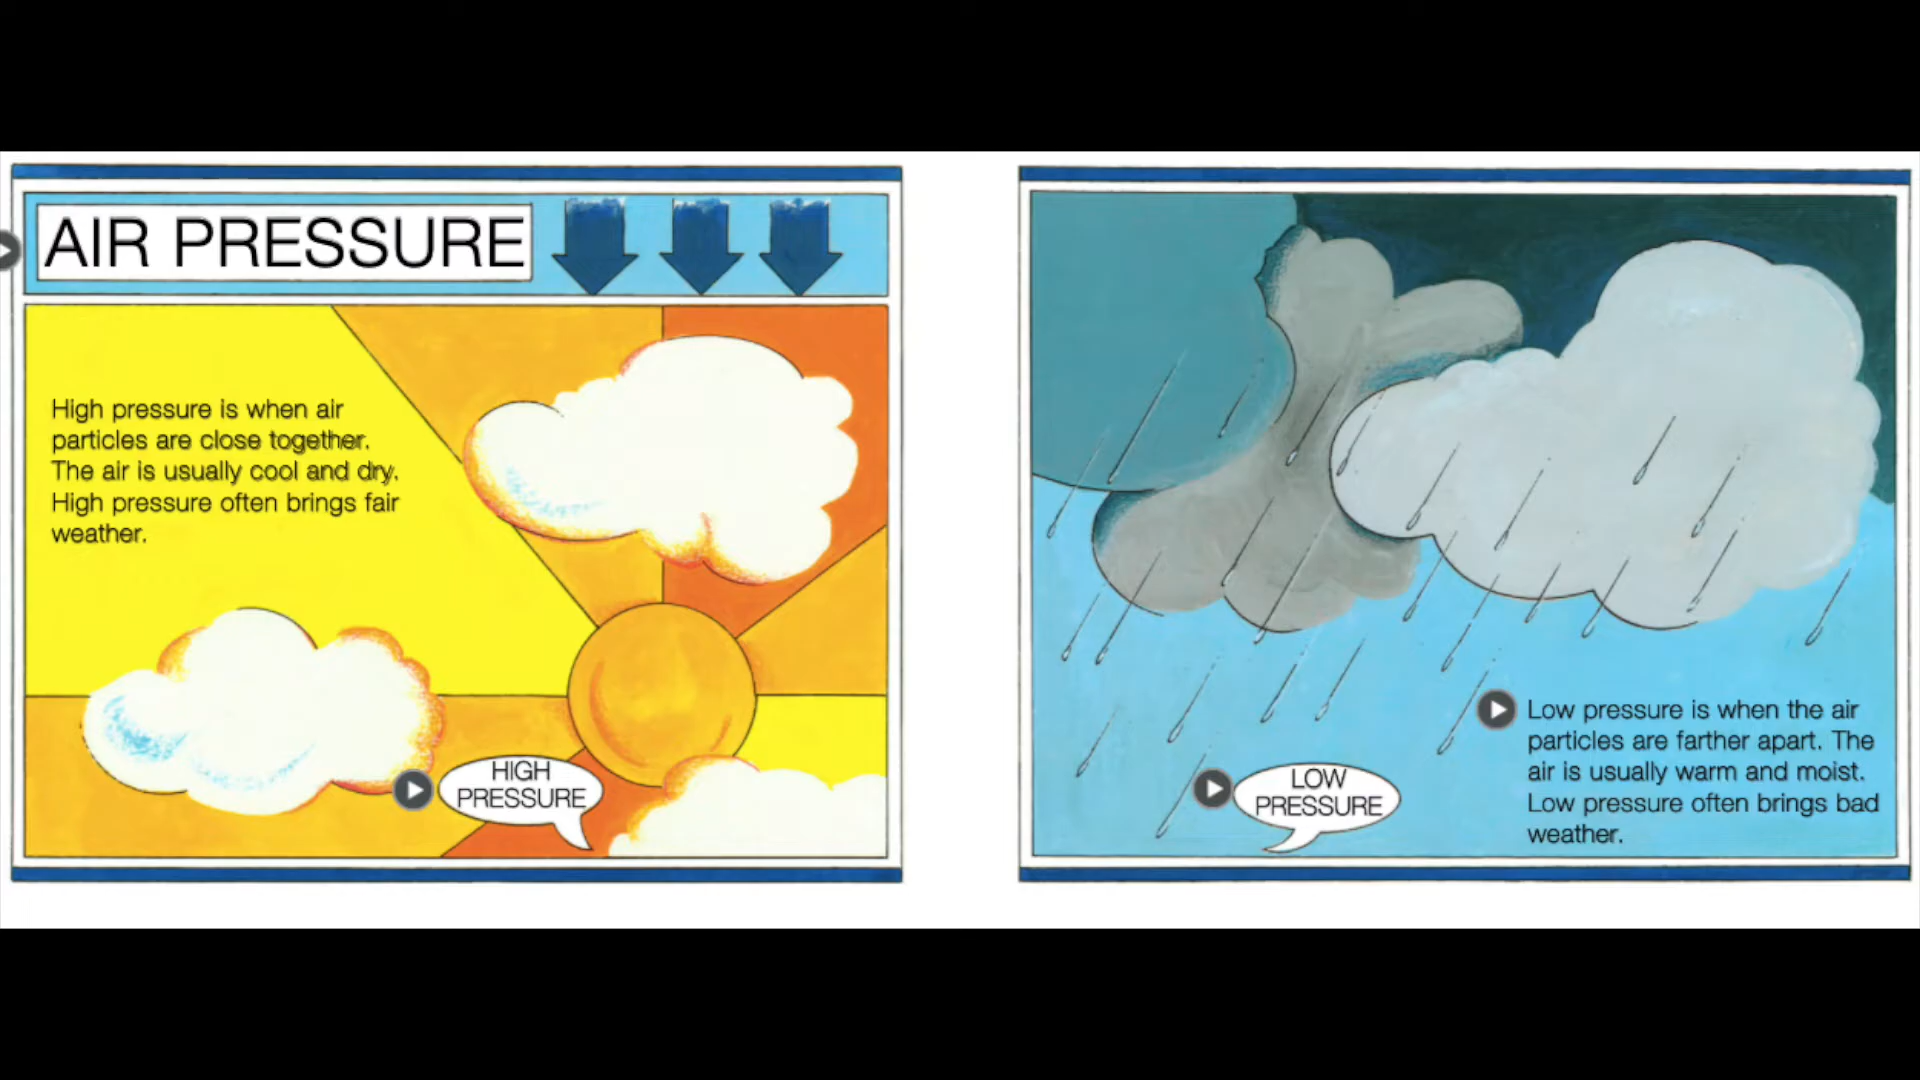 AIR PRESSURE
High pressure is when air
particles are close together.
The air is usually cool and dry.
High pressure often brings fair
weather.
HIGH
PRESSURE
LOW
PRESSURE
Low pressure is when the air
particles are farther apart. The
air is usually warm and moist.
Low pressure often brings bad
weather.